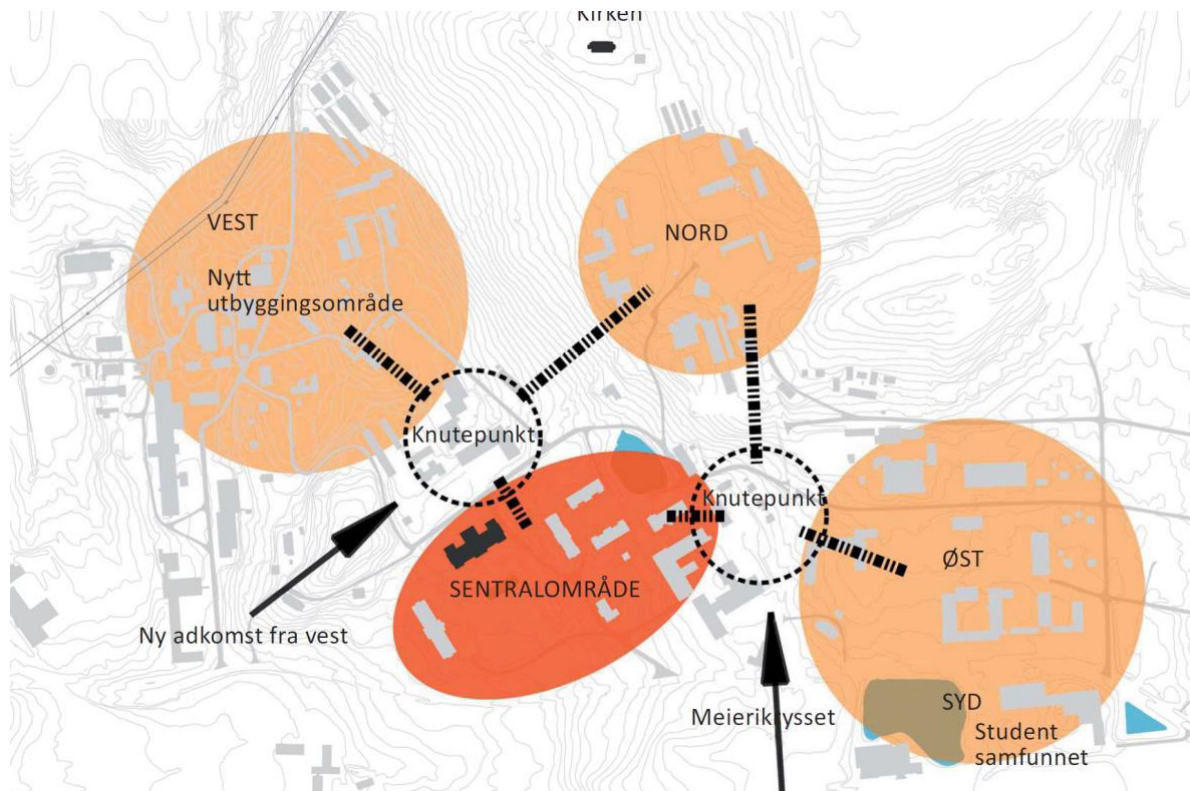 Kirken
VEST
NORD
Nytt
utbyggingsområde
Knutepunkt
Knutepunkt
ØST
SENTRALOMRÅDE
Ny adkomst fra vest
SYD
Meierikrysset
Student
samfunnet